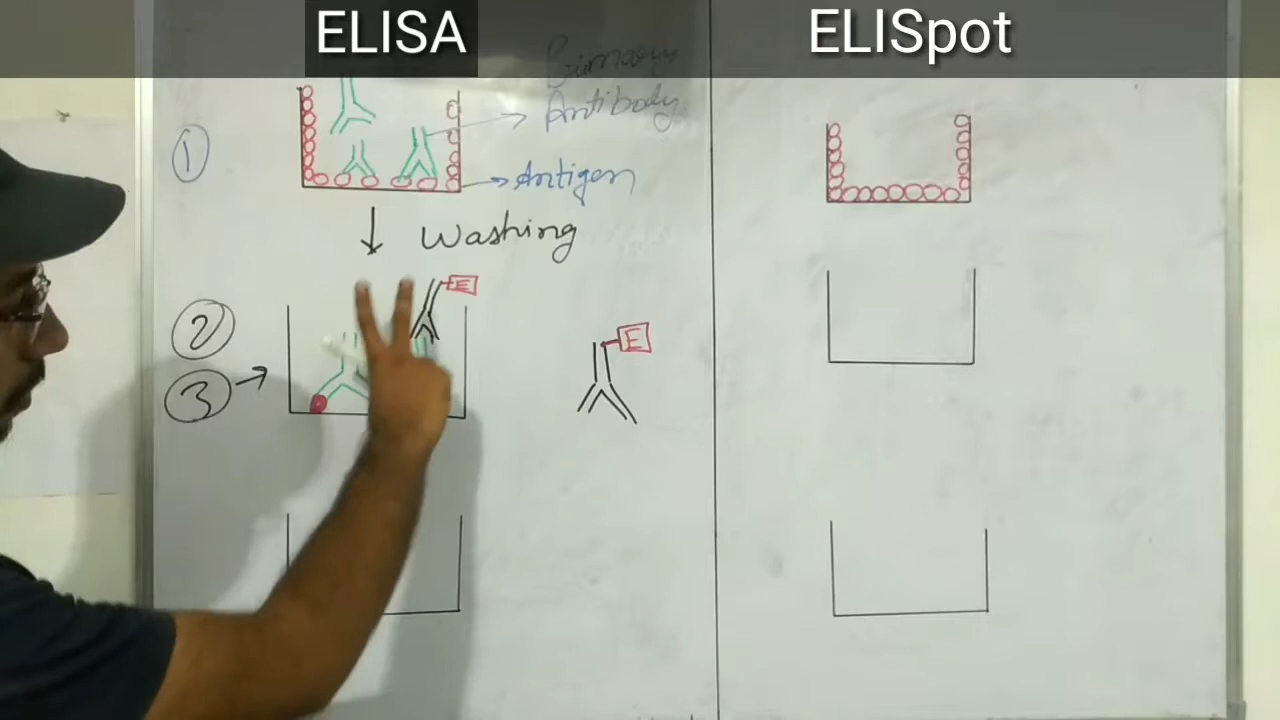 ELISA
ELISpot
Primary
Antibody
1
Antigen
Washing
2
E
3
E